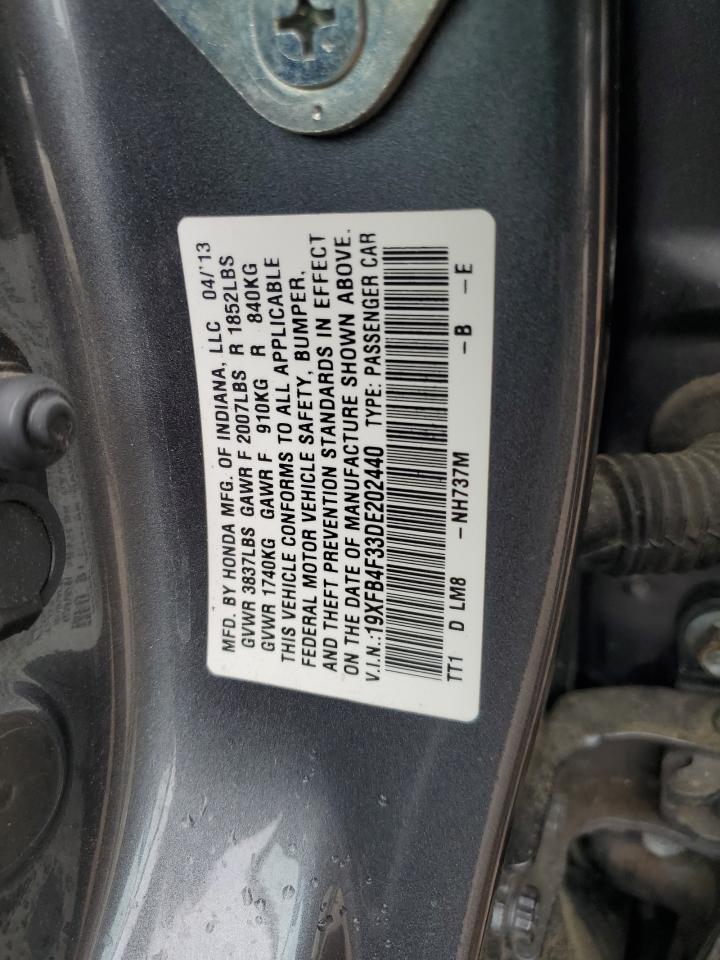 MFD. BY HONDA MFG. OF INDIANA, LLC 04/'13
GVWR 3837LBS GAWR F 2007LBS R 1852LBS
GVWR 1740KG GAWR F 910KG R 840KG
THIS VEHICLE CONFORMS TO ALL APPLICABLE
FEDERAL MOTOR VEHICLE SAFETY, BUMPER,
AND THEFT PREVENTION STANDARDS IN EFFECT
ON THE DATE OF MANUFACTURE SHOWN ABOVE.
V.I.N.:19XFB4F33DE202440 TYPE: PASSENGER CAR
TT1 D LM8 -NH737M -B -E